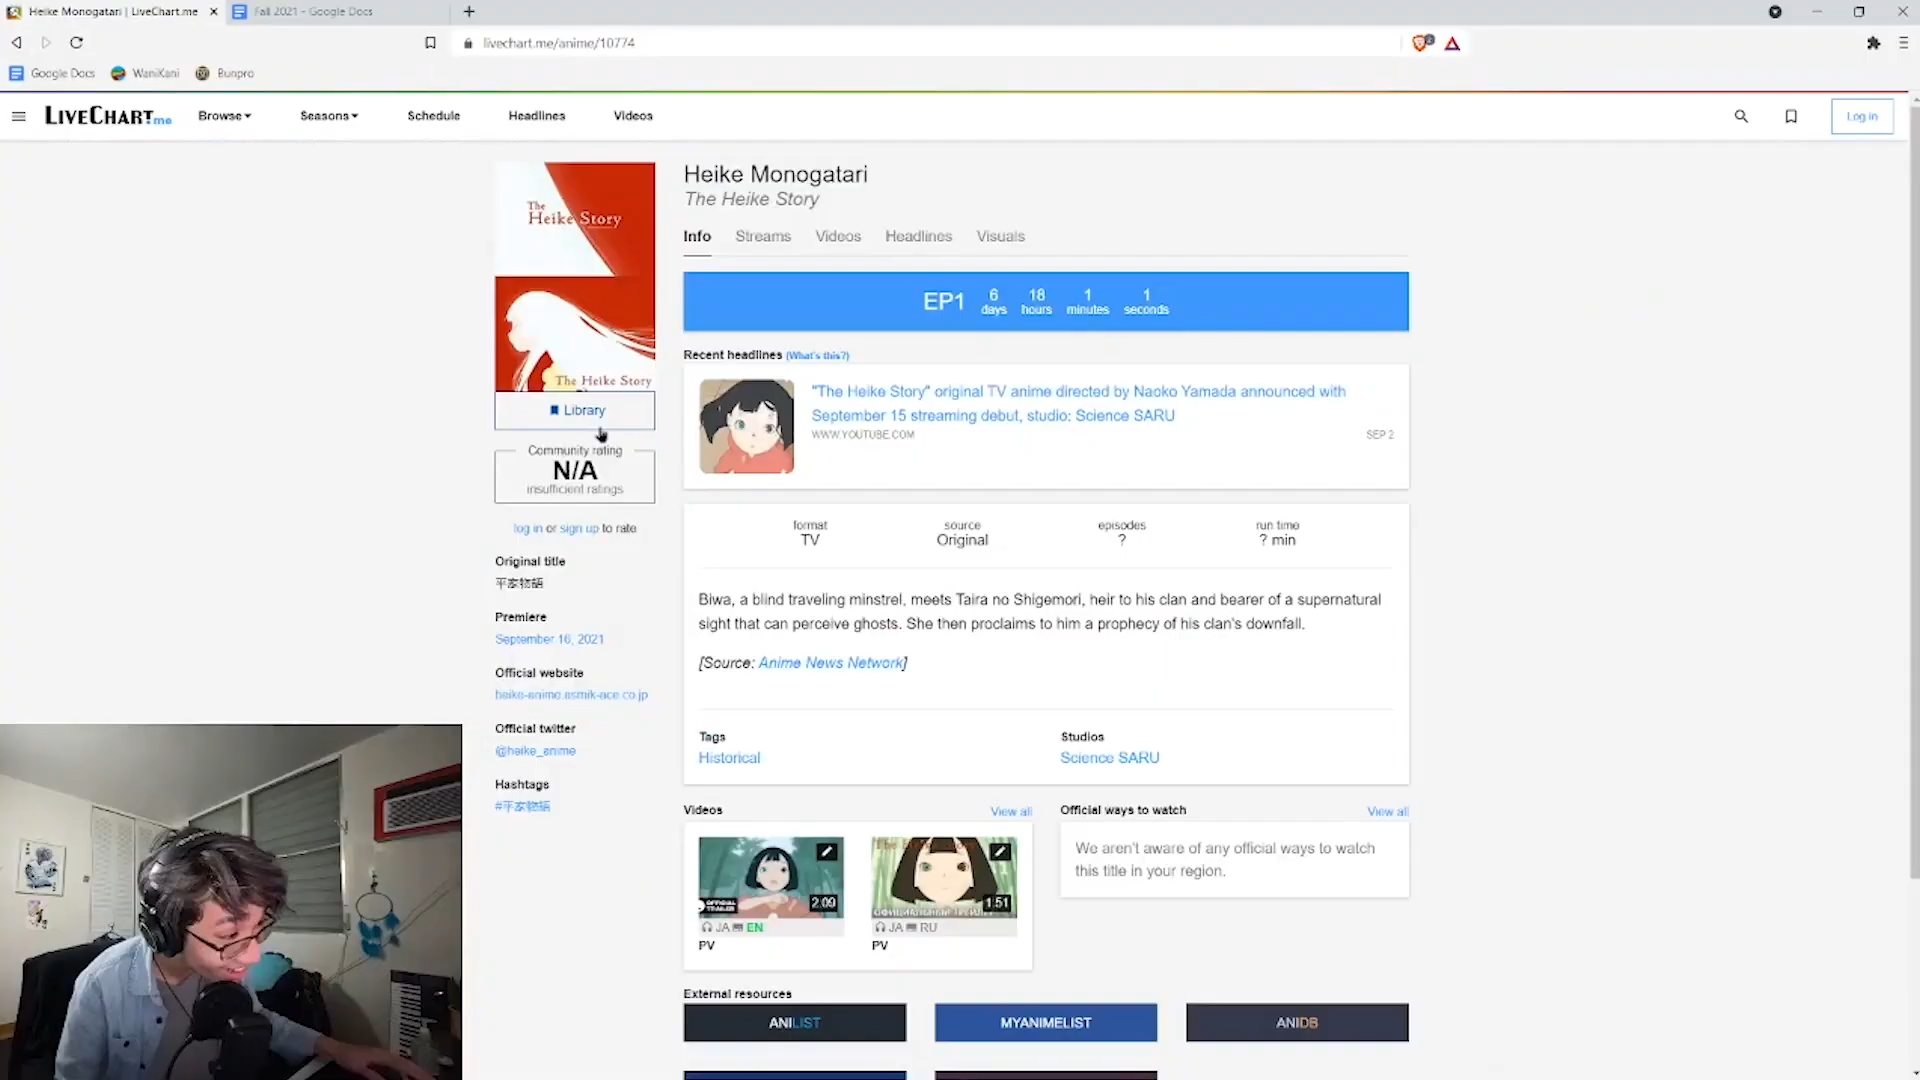 Heike Monogatari | LiveChart.me
Fall 2021 - Google Docs
livechart.me/anime/10774
Google Docs
WaniKani
Bunpro
LIVECHART.me
Browse
Seasons
Schedule
Headlines
Videos
Log in
The
Heike Story
The Heike Story
Library
Community rating
N/A
insufficient ratings
log in or sign up to rate
Original title
平家物語
Premiere
September 16, 2021
Official website
heike-anime.asmik-ace.co.jp
Official twitter
@heike_anime
Hashtags
#平家物語
Heike Monogatari
The Heike Story
Info
Streams
Videos
Headlines
Visuals
EP1
6 days
18 hours
1 minutes
1 seconds
Recent headlines (What's this?)
"The Heike Story" original TV anime directed by Naoko Yamada announced with
September 15 streaming debut, studio: Science SARU
WWW.YOUTUBE.COM
SEP 2
format
TV
source
Original
episodes
?
run time
? min
Biwa, a blind traveling minstrel, meets Taira no Shigemori, heir to his clan and bearer of a supernatural
sight that can perceive ghosts. She then proclaims to him a prophecy of his clan's downfall.
[Source: Anime News Network]
Tags
Historical
Studios
Science SARU
Videos
View all
OFFICIAL
TRAILER
2:09
JA EN
PV
ОФИЦИАЛЬНЫЙ ТРЕЙЛ
1:51
JA RU
PV
Official ways to watch
View all
We aren't aware of any official ways to watch
this title in your region.
External resources
ANILIST
MYANIMELIST
ANIDB